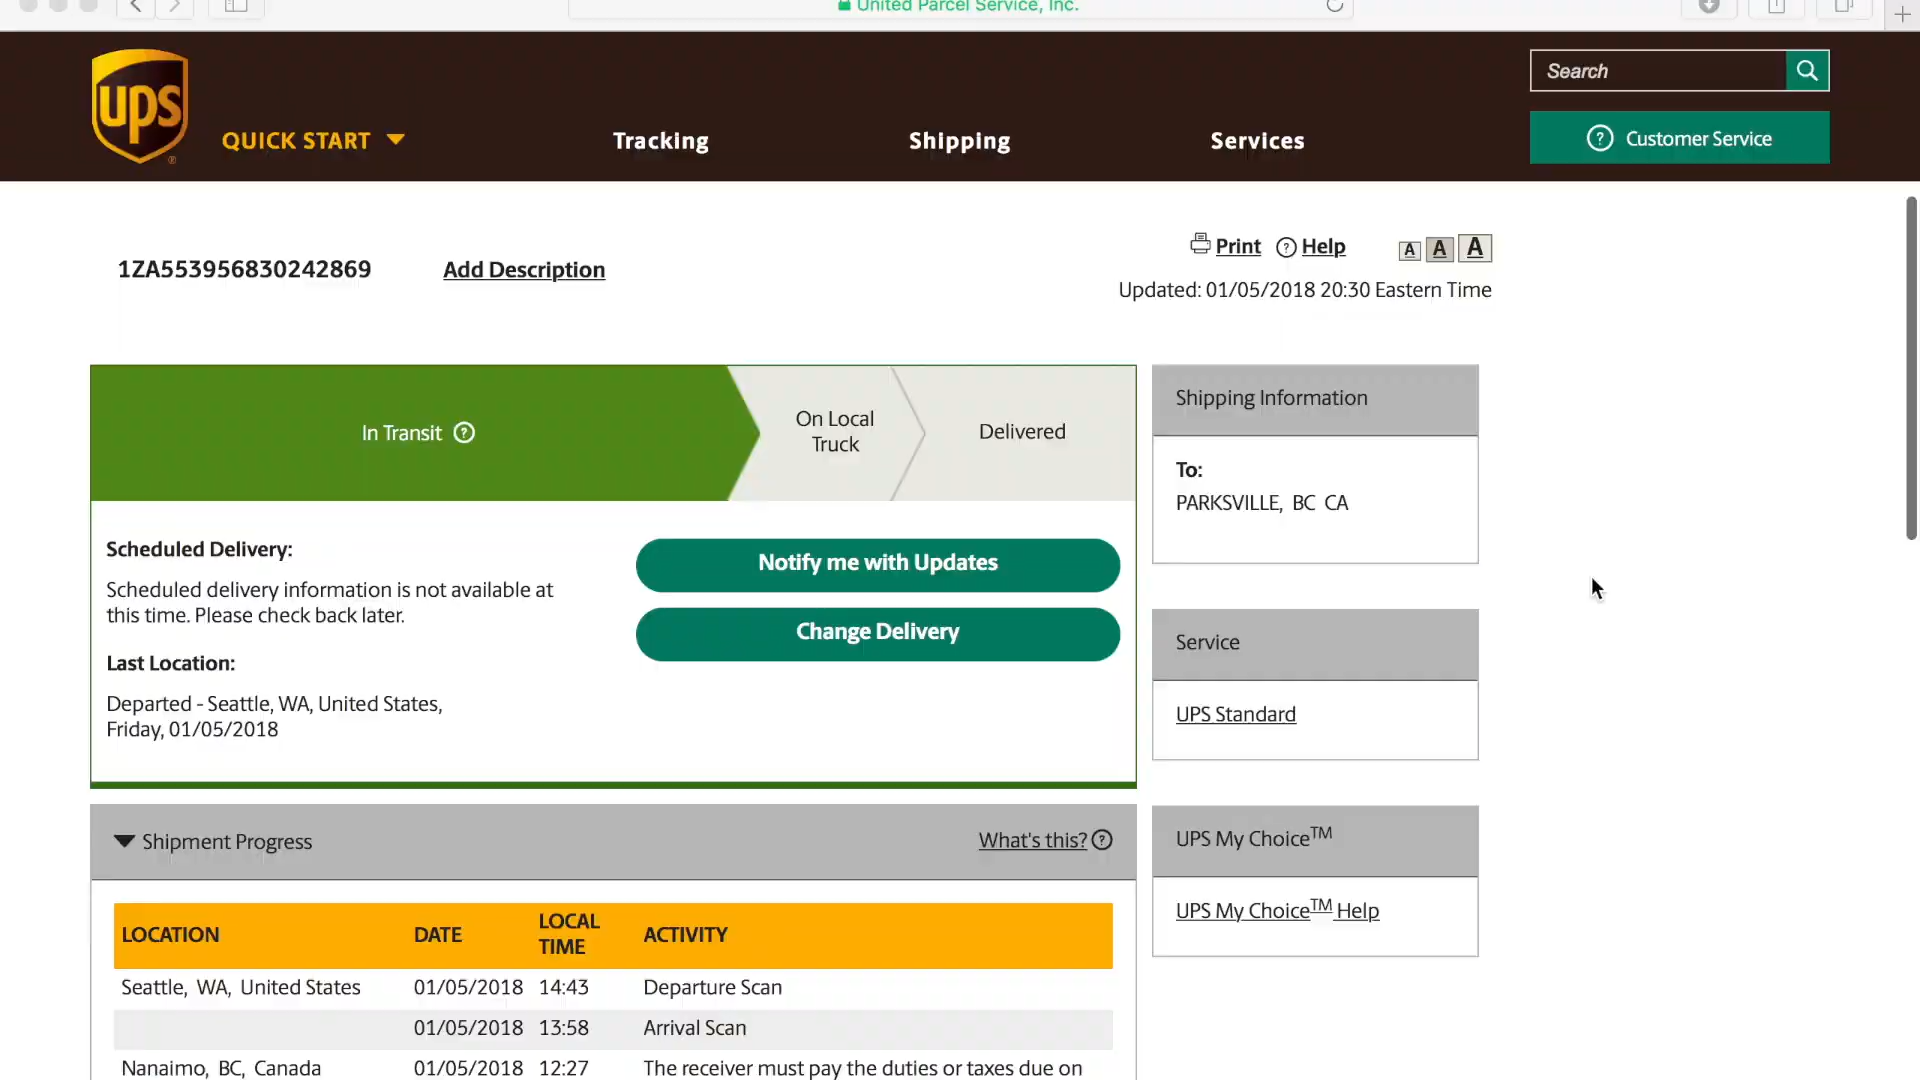 United Parcel Service, Inc.
Search
ups
QUICK START
Tracking
Shipping
Services
? Customer Service
1ZA553956830242869
Add Description
Print ? Help
A A A
Updated: 01/05/2018 20:30 Eastern Time
In Transit ?
On Local
Truck
Delivered
Scheduled Delivery:
Scheduled delivery information is not available at
this time. Please check back later.
Last Location:
Departed - Seattle, WA, United States,
Friday, 01/05/2018
Notify me with Updates
Change Delivery
Shipping Information
To:
PARKSVILLE, BC CA
Service
UPS Standard
UPS My Choice™
UPS My Choice™ Help
Shipment Progress
What's this? ?
LOCATION DATE LOCAL TIME ACTIVITY
Seattle, WA, United States 01/05/2018 14:43 Departure Scan
01/05/2018 13:58 Arrival Scan
Nanaimo, BC, Canada 01/05/2018 12:27 The receiver must pay the duties or taxes due on